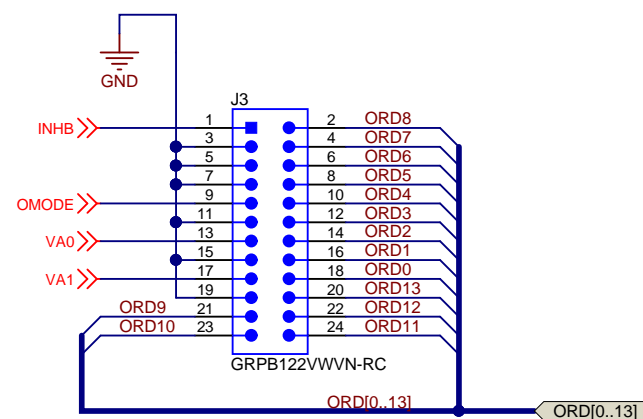 GND
J3
INHB 1 2 ORD8
3 4 ORD7
5 6 ORD6
7 8 ORD5
OMODE 9 10 ORD4
11 12 ORD3
VA0 13 14 ORD2
15 16 ORD1
VA1 17 18 ORD0
19 20 ORD13
ORD9 21 22 ORD12
ORD10 23 24 ORD11
GRPB122VWVN-RC
ORD[0..13] ORD[0..13]